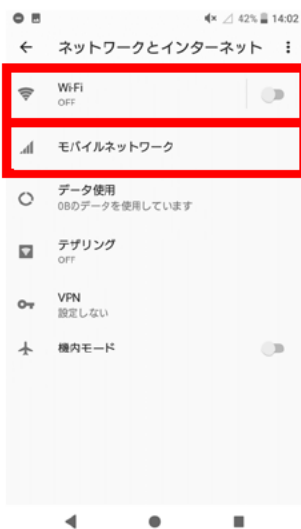 42% 14:02
ネットワークとインターネット
Wi-Fi
OFF
モバイルネットワーク
データ使用
0Bのデータを使用しています
テザリング
OFF
VPN
設定しない
機内モード